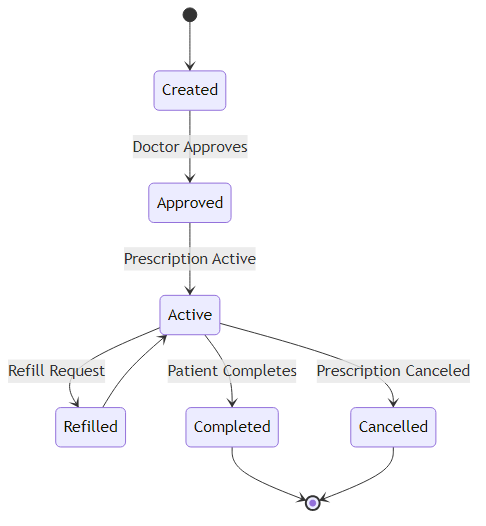 Created
Doctor Approves
Approved
Prescription Active
Active
Refill Request
Patient Completes
Prescription Canceled
Refilled
Completed
Cancelled